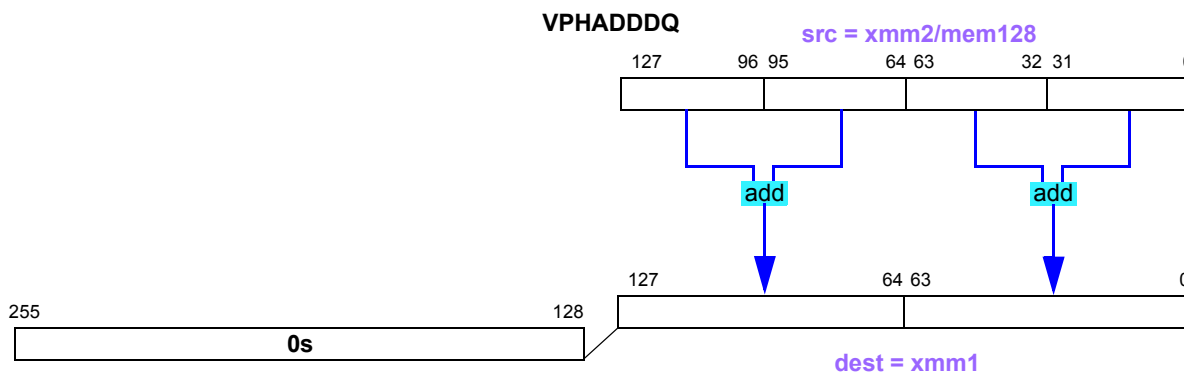 VPHADDDQ
src = xmm2/mem128
127 96 95 64 63 32 31
add add
127 64 63 0
255 128
0s
dest = xmm1